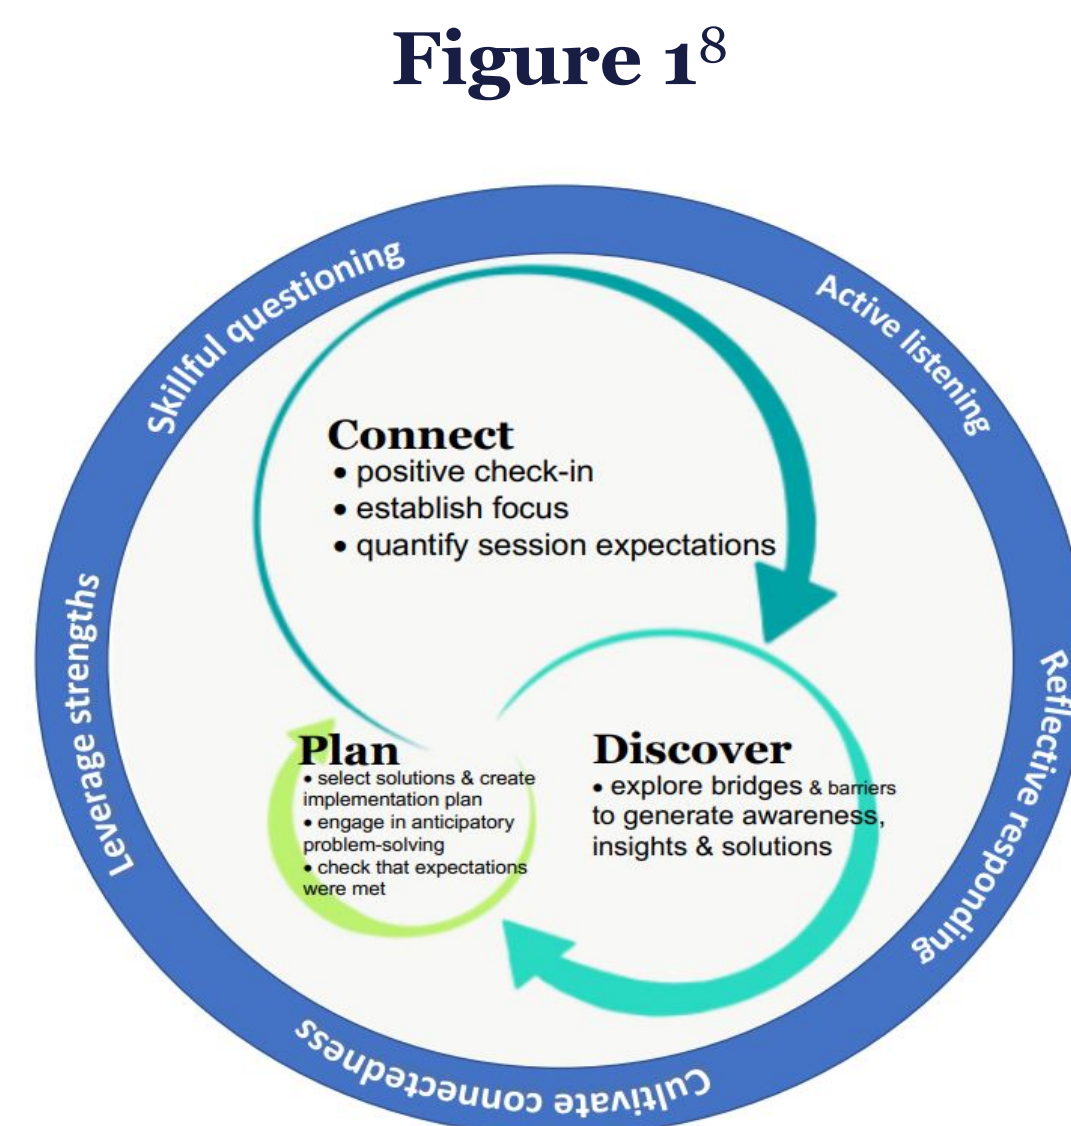 Figure 1⁸
Skillful questioning
Active listening
Connect
• positive check-in
• establish focus
• quantify session expectations
Leverage strengths
Reflective responding
Plan
• select solutions & create
implementation plan
• engage in anticipatory
problem-solving
• check that expectations
were met
Discover
• explore bridges & barriers
to generate awareness,
insights & solutions
Cultivate connectedness